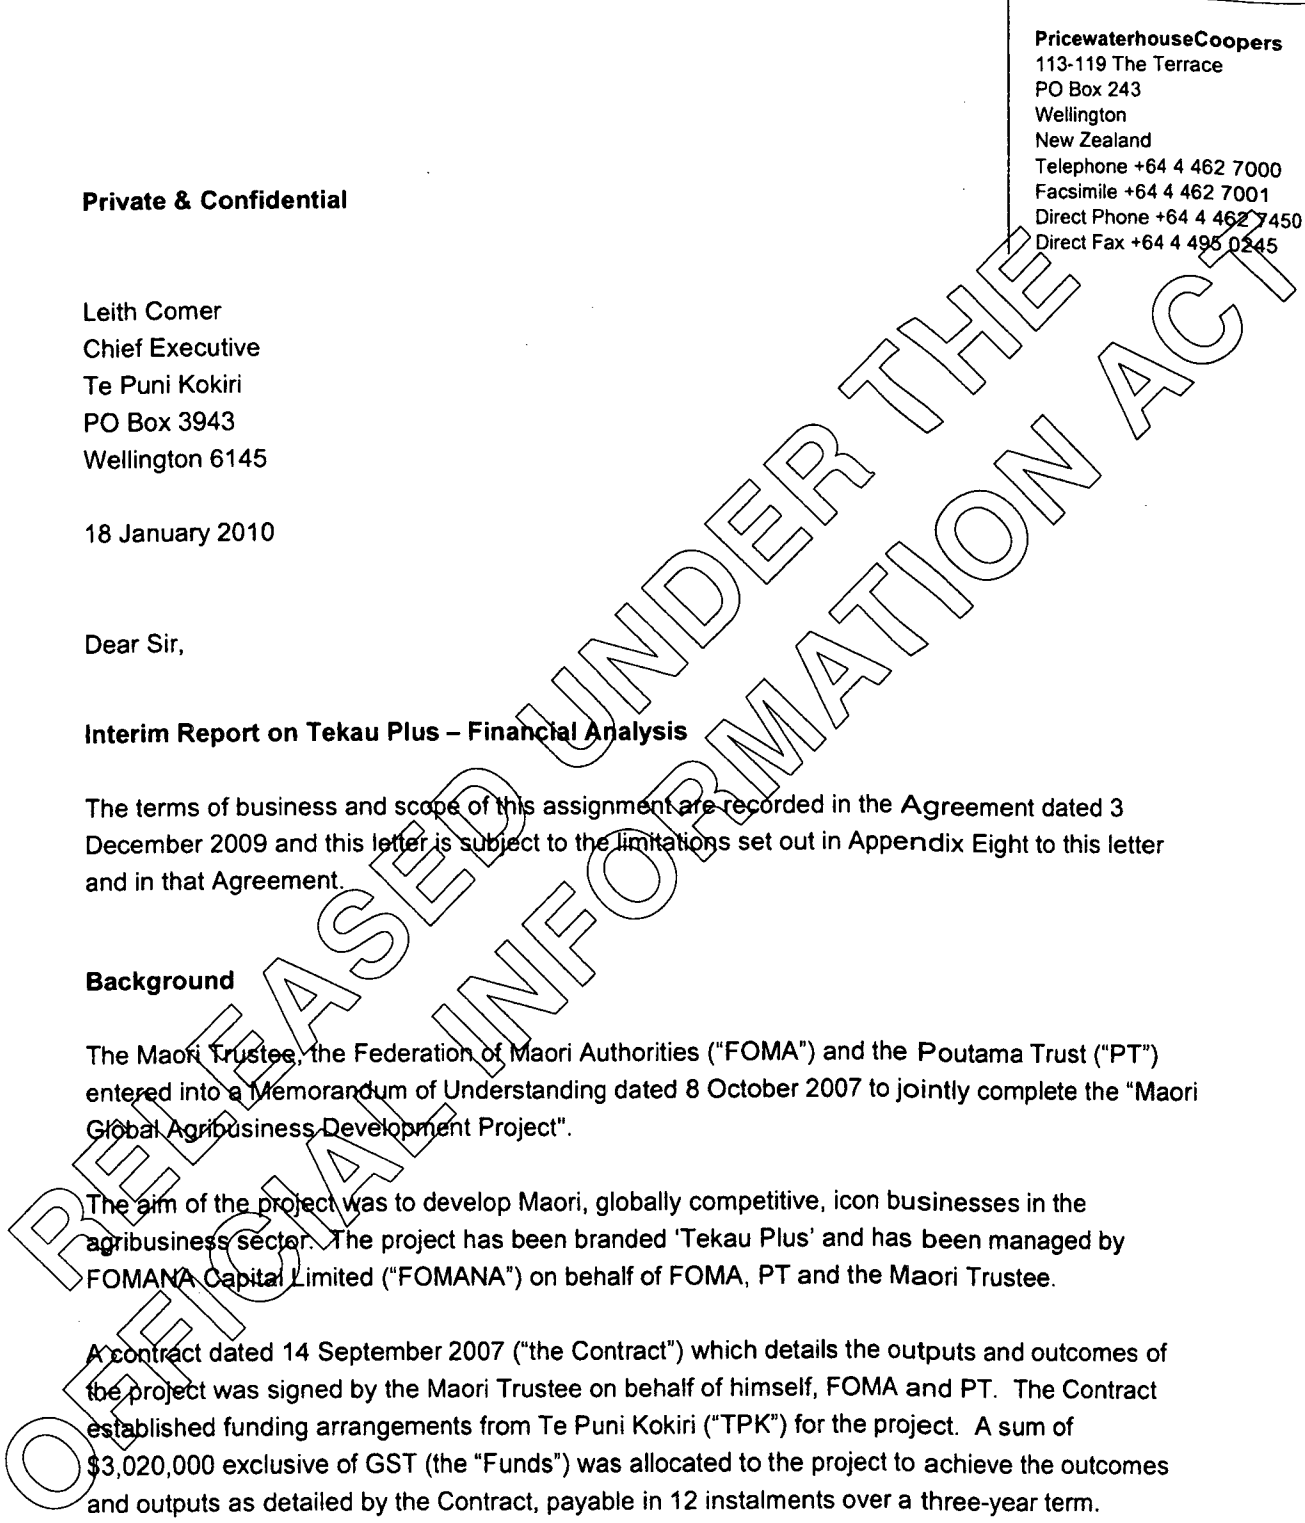 PricewaterhouseCoopers
113-119 The Terrace
PO Box 243
Wellington
New Zealand
Telephone +64 4 462 7000
Facsimile +64 4 462 7001
Direct Phone +64 4 462 7450
Direct Fax +64 4 495 0245
Private & Confidential
Leith Comer
Chief Executive
Te Puni Kokiri
PO Box 3943
Wellington 6145
18 January 2010
Dear Sir,
Interim Report on Tekau Plus – Financial Analysis
The terms of business and scope of this assignment are recorded in the Agreement dated 3
December 2009 and this letter is subject to the limitations set out in Appendix Eight to this letter
and in that Agreement.
Background
The Maori Trustee, the Federation of Maori Authorities ("FOMA") and the Poutama Trust ("PT")
entered into a Memorandum of Understanding dated 8 October 2007 to jointly complete the "Maori
Global Agribusiness Development Project".
The aim of the project was to develop Maori, globally competitive, icon businesses in the
agribusiness sector. The project has been branded 'Tekau Plus' and has been managed by
FOMANA Capital Limited ("FOMANA") on behalf of FOMA, PT and the Maori Trustee.
A contract dated 14 September 2007 ("the Contract") which details the outputs and outcomes of
the project was signed by the Maori Trustee on behalf of himself, FOMA and PT. The Contract
established funding arrangements from Te Puni Kokiri ("TPK") for the project. A sum of
$3,020,000 exclusive of GST (the "Funds") was allocated to the project to achieve the outcomes
and outputs as detailed by the Contract, payable in 12 instalments over a three-year term.
RELEASED UNDER THE
OFFICIAL INFORMATION ACT